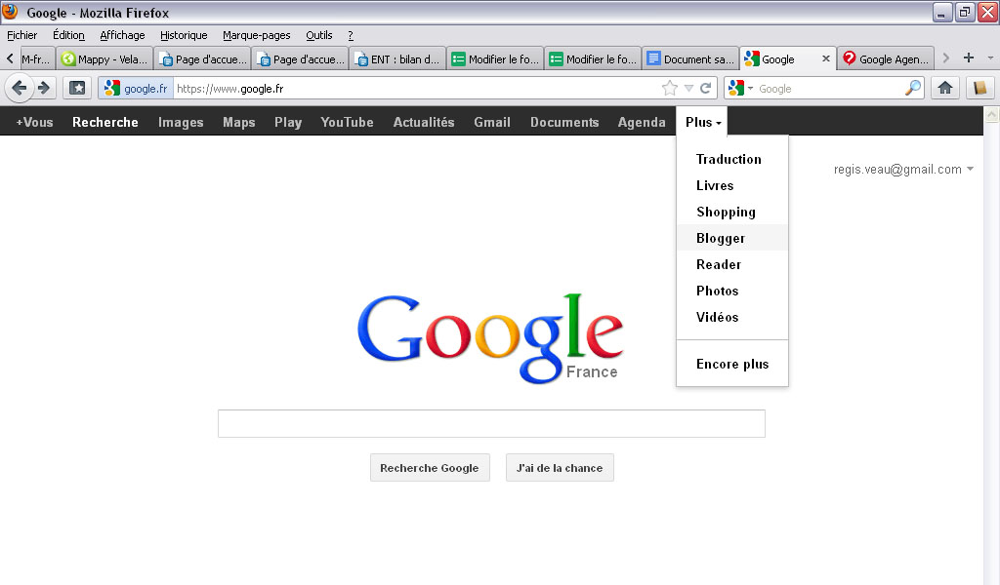 Google - Mozilla Firefox
Fichier Édition Affichage Historique Marque-pages Outils ?
M-fr... Mappy - Vela... Page d'accue... Page d'accue... ENT : bilan d... Modifier le fo... Modifier le fo... Document sa... Google Google Agen...
google.fr https://www.google.fr Google
+Vous Recherche Images Maps Play YouTube Actualités Gmail Documents Agenda Plus
Traduction
regis.veau@gmail.com
Livres
Shopping
Blogger
Reader
Photos
Vidéos
Encore plus
Google
France
Recherche Google J'ai de la chance